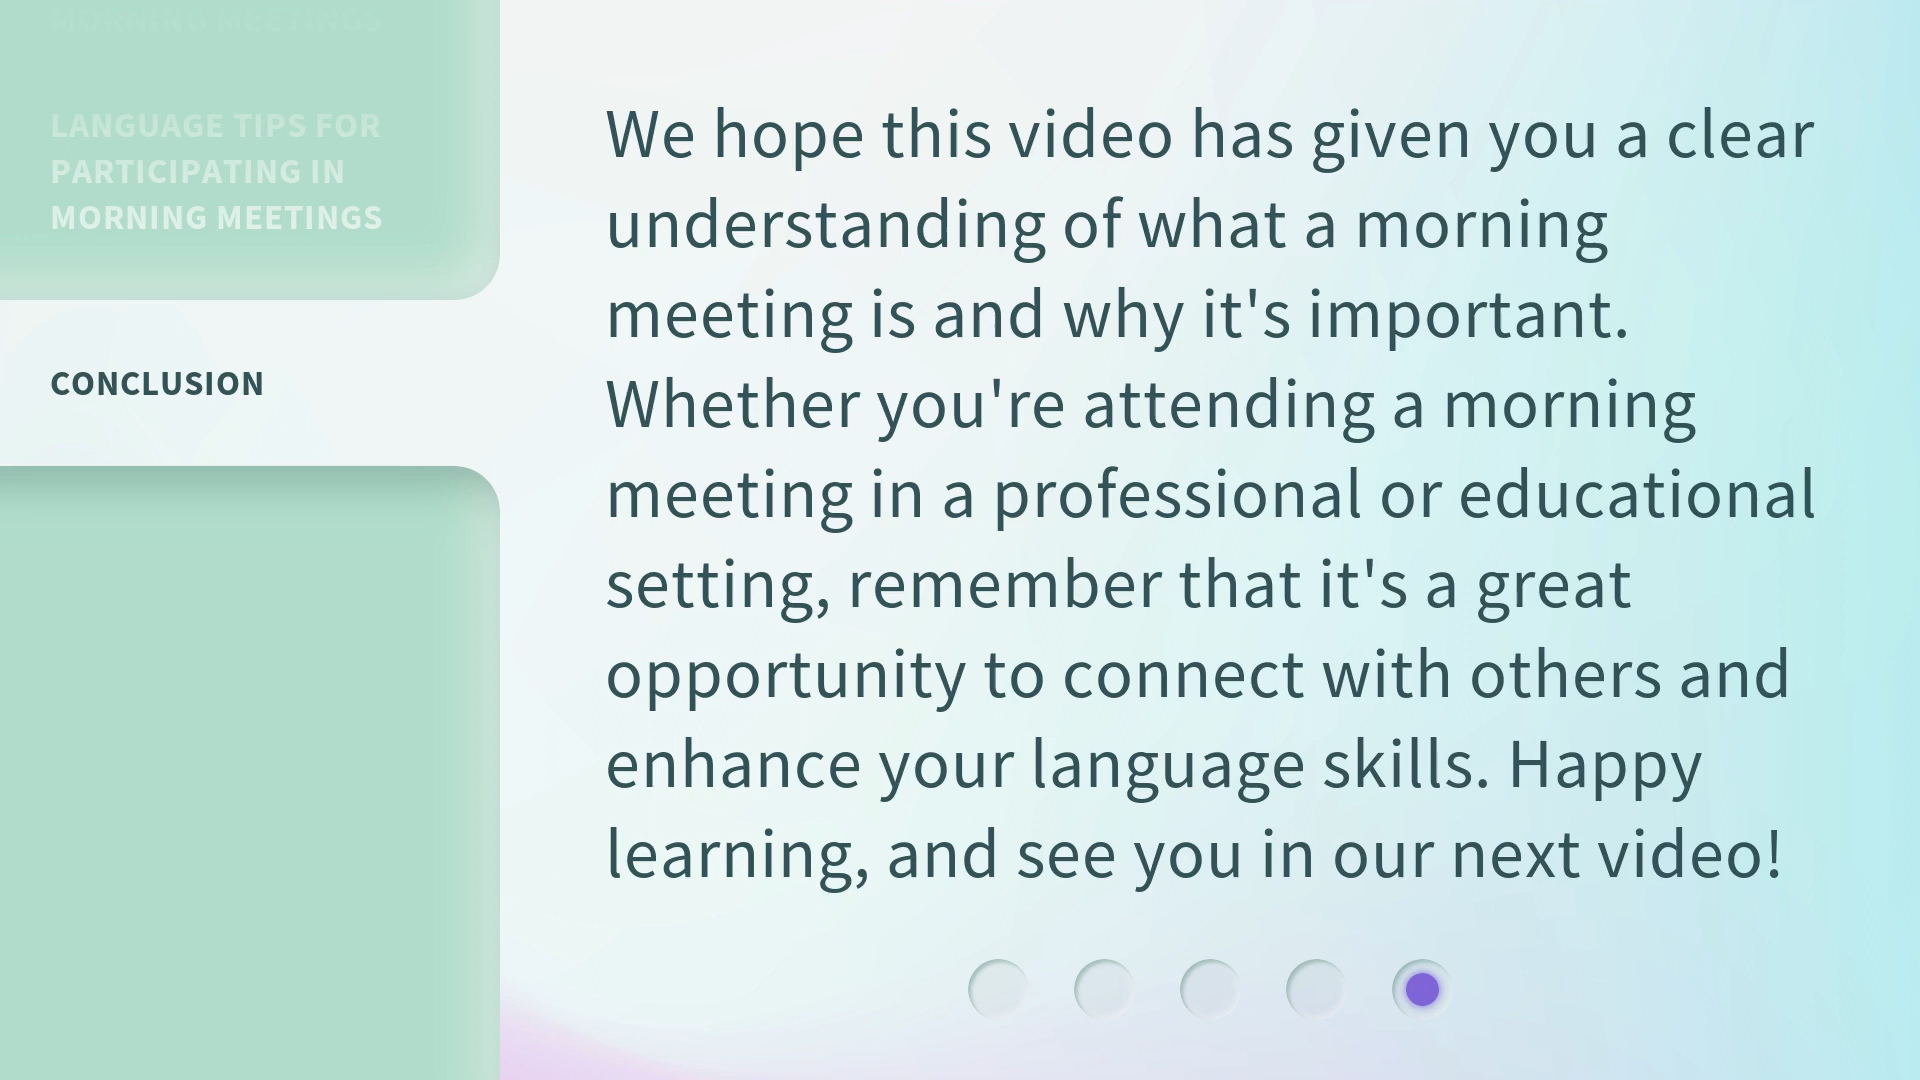 MORNING MEETINGS
LANGUAGE TIPS FOR
PARTICIPATING IN
MORNING MEETINGS
CONCLUSION
We hope this video has given you a clear
understanding of what a morning
meeting is and why it's important.
Whether you're attending a morning
meeting in a professional or educational
setting, remember that it's a great
opportunity to connect with others and
enhance your language skills. Happy
learning, and see you in our next video!